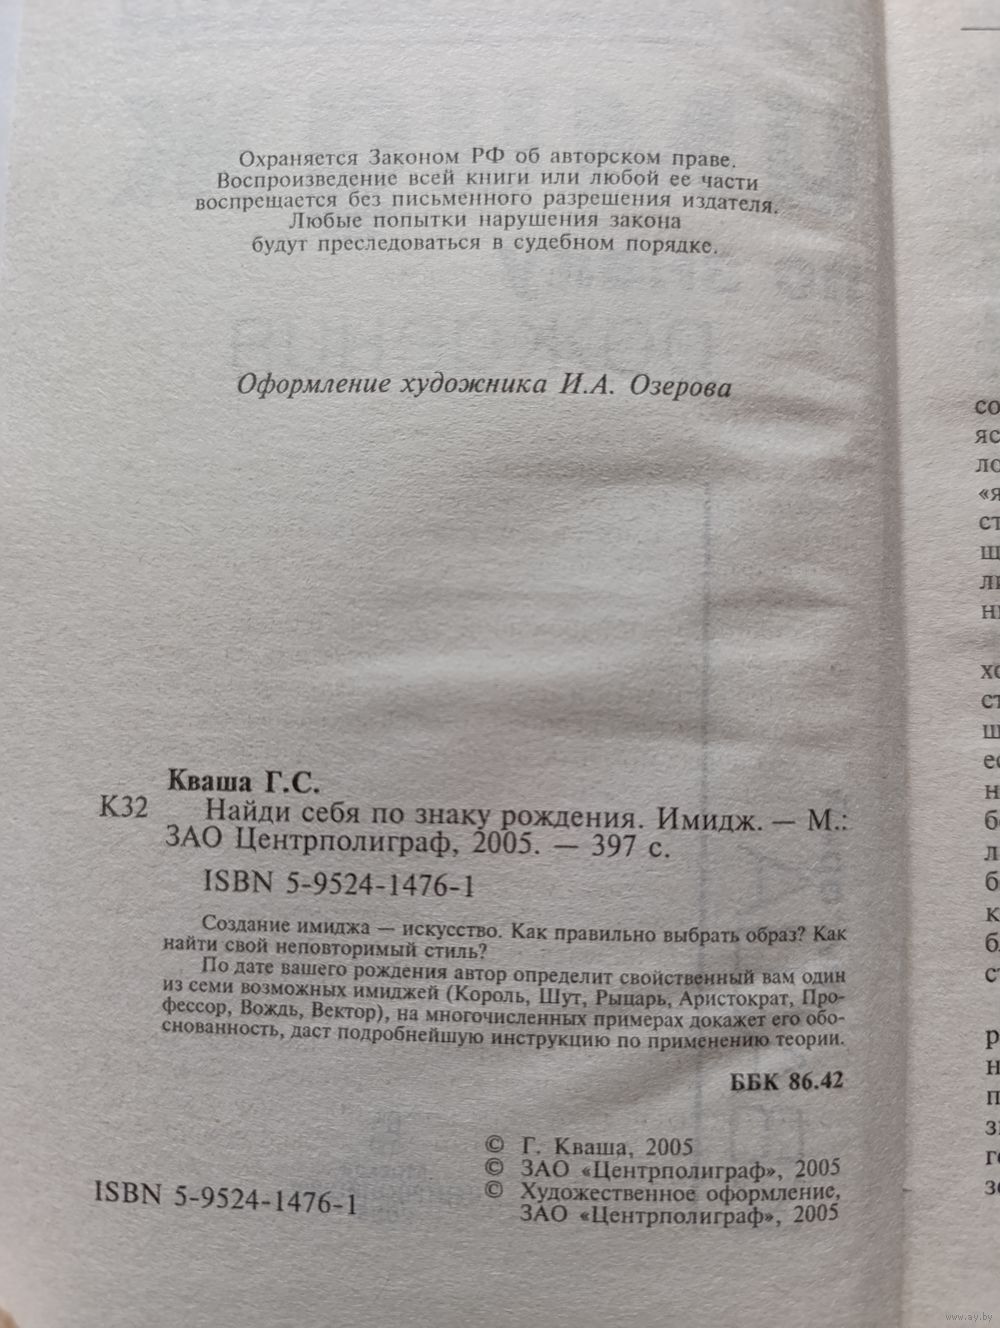 Охраняется Законом РФ об авторском праве.
Воспроизведение всей книги или любой ее части
воспрещается без письменного разрешения издателя.
Любые попытки нарушения закона
будут преследоваться в судебном порядке.
Оформление художника И.А. Озерова
Кваша Г.С.
К32 Найди себя по знаку рождения. Имидж. — М.:
ЗАО Центрполиграф, 2005. — 397 с.
ISBN 5-9524-1476-1
Создание имиджа — искусство. Как правильно выбрать образ? Как
найти свой неповторимый стиль?
По дате вашего рождения автор определит свойственный вам один
из семи возможных имиджей (Король, Шут, Рыцарь, Аристократ, Про-
фессор, Вождь, Вектор), на многочисленных примерах докажет его обо-
снованность, даст подробнейшую инструкцию по применению теории.
ББК 86.42
© Г. Кваша, 2005
© ЗАО «Центрполиграф», 2005
© Художественное оформление,
ЗАО «Центрполиграф», 2005
ISBN 5-9524-1476-1
www.ay.by